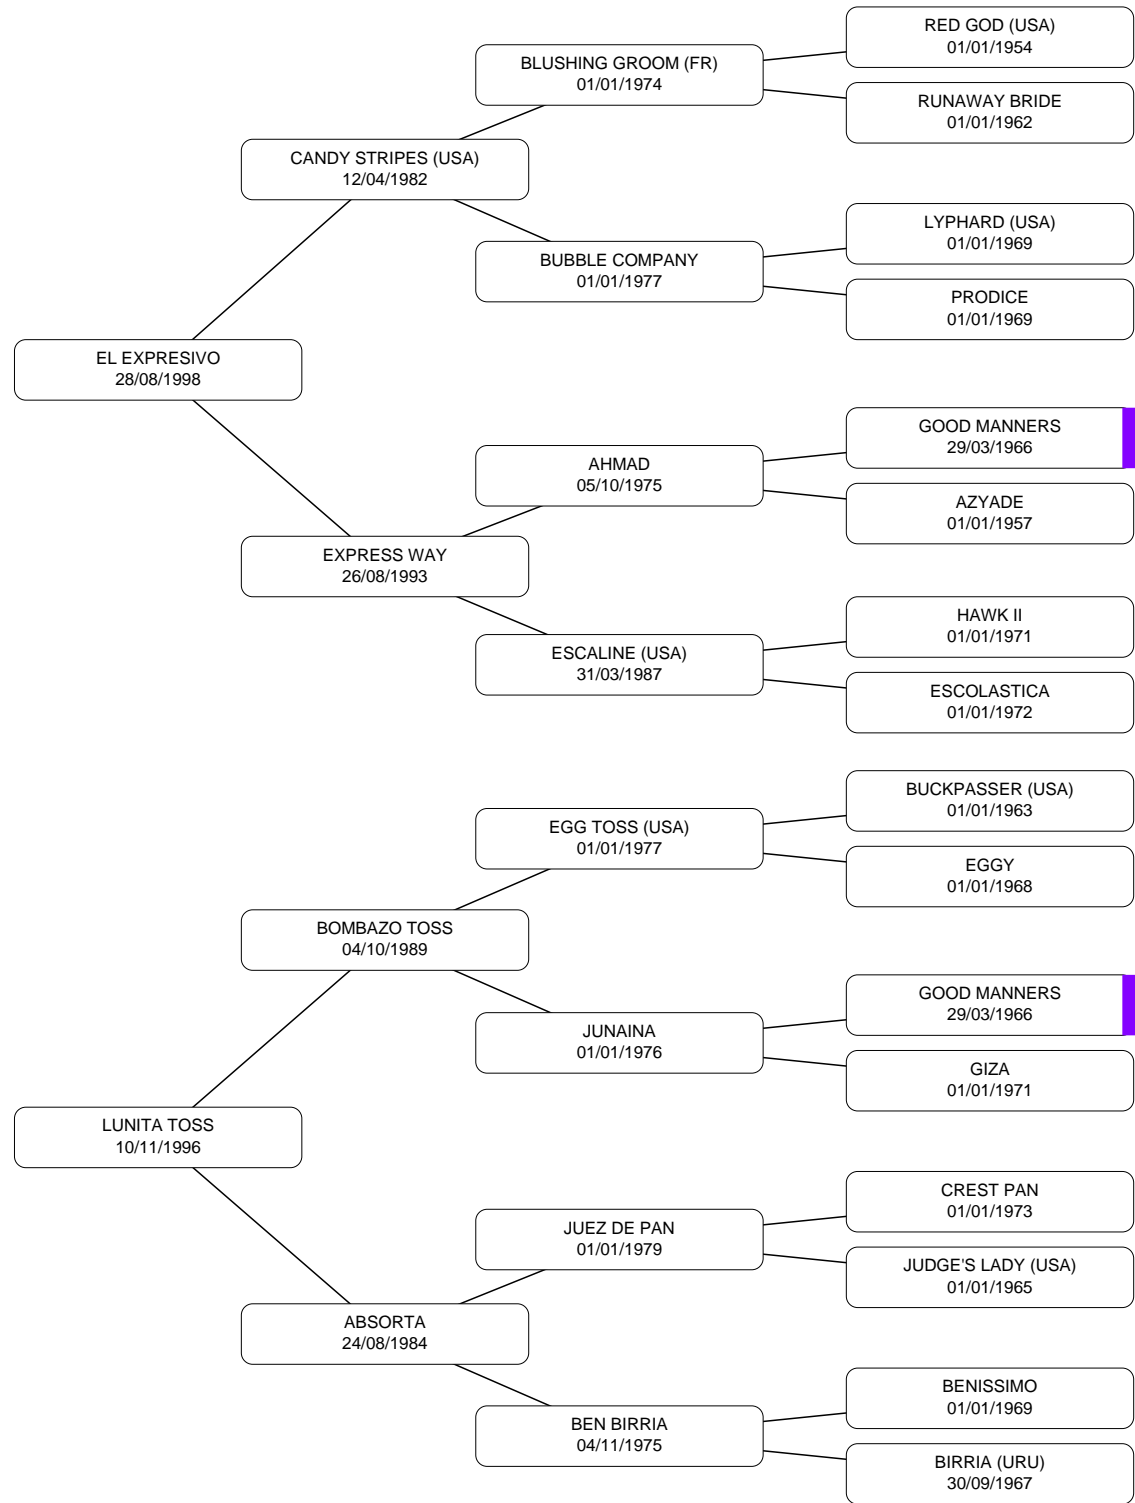 RED GOD (USA)
01/01/1954
BLUSHING GROOM (FR)
01/01/1974
RUNAWAY BRIDE
01/01/1962
CANDY STRIPES (USA)
12/04/1982
LYPHARD (USA)
01/01/1969
BUBBLE COMPANY
01/01/1977
PRODICE
01/01/1969
EL EXPRESIVO
28/08/1998
GOOD MANNERS
29/03/1966
AHMAD
05/10/1975
AZYADE
01/01/1957
EXPRESS WAY
26/08/1993
HAWK II
01/01/1971
ESCALINE (USA)
31/03/1987
ESCOLASTICA
01/01/1972
BUCKPASSER (USA)
01/01/1963
EGG TOSS (USA)
01/01/1977
EGGY
01/01/1968
BOMBAZO TOSS
04/10/1989
GOOD MANNERS
29/03/1966
JUNAINA
01/01/1976
GIZA
01/01/1971
LUNITA TOSS
10/11/1996
CREST PAN
01/01/1973
JUEZ DE PAN
01/01/1979
JUDGE'S LADY (USA)
01/01/1965
ABSORTA
24/08/1984
BENISSIMO
01/01/1969
BEN BIRRIA
04/11/1975
BIRRIA (URU)
30/09/1967